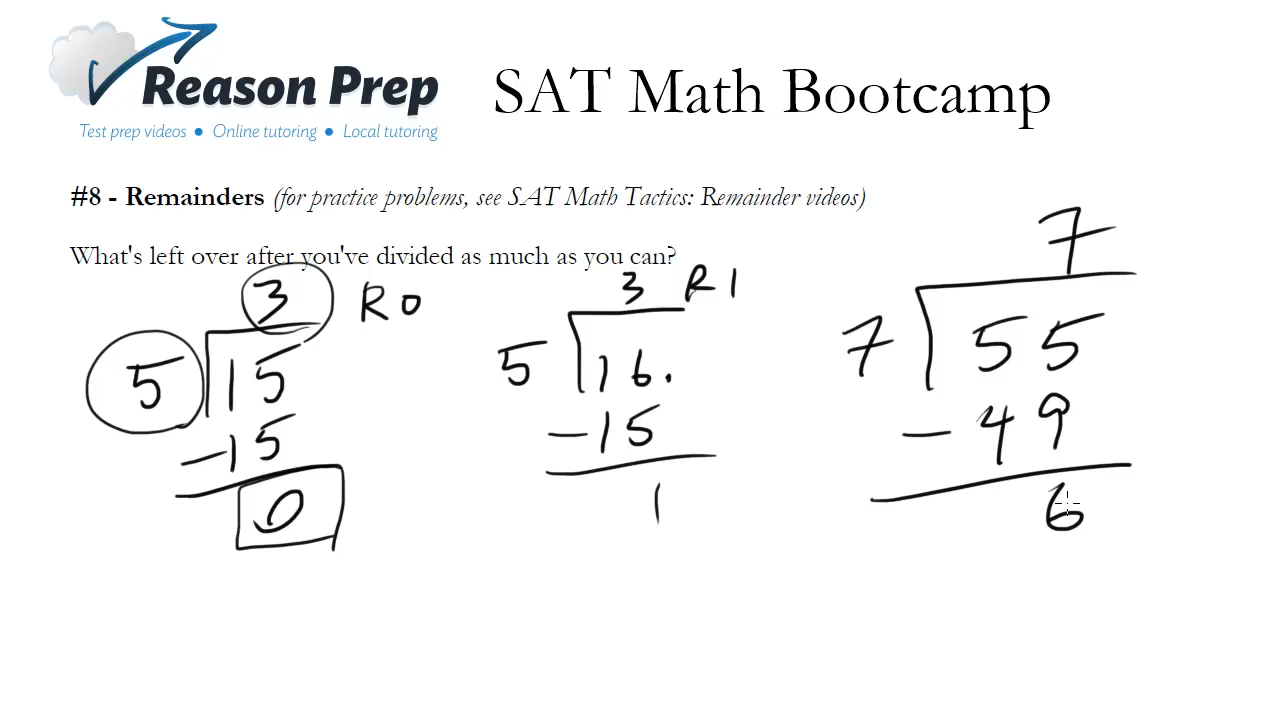 Reason Prep
Test prep videos ● Online tutoring ● Local tutoring
SAT Math Bootcamp
#8 - Remainders (for practice problems, see SAT Math Tactics: Remainder videos)
What's left over after you've divided as much as you can?
3 R 0
5 15
-15
0
3 R 1
5 16.
-15
1
7
7 55
-49
6